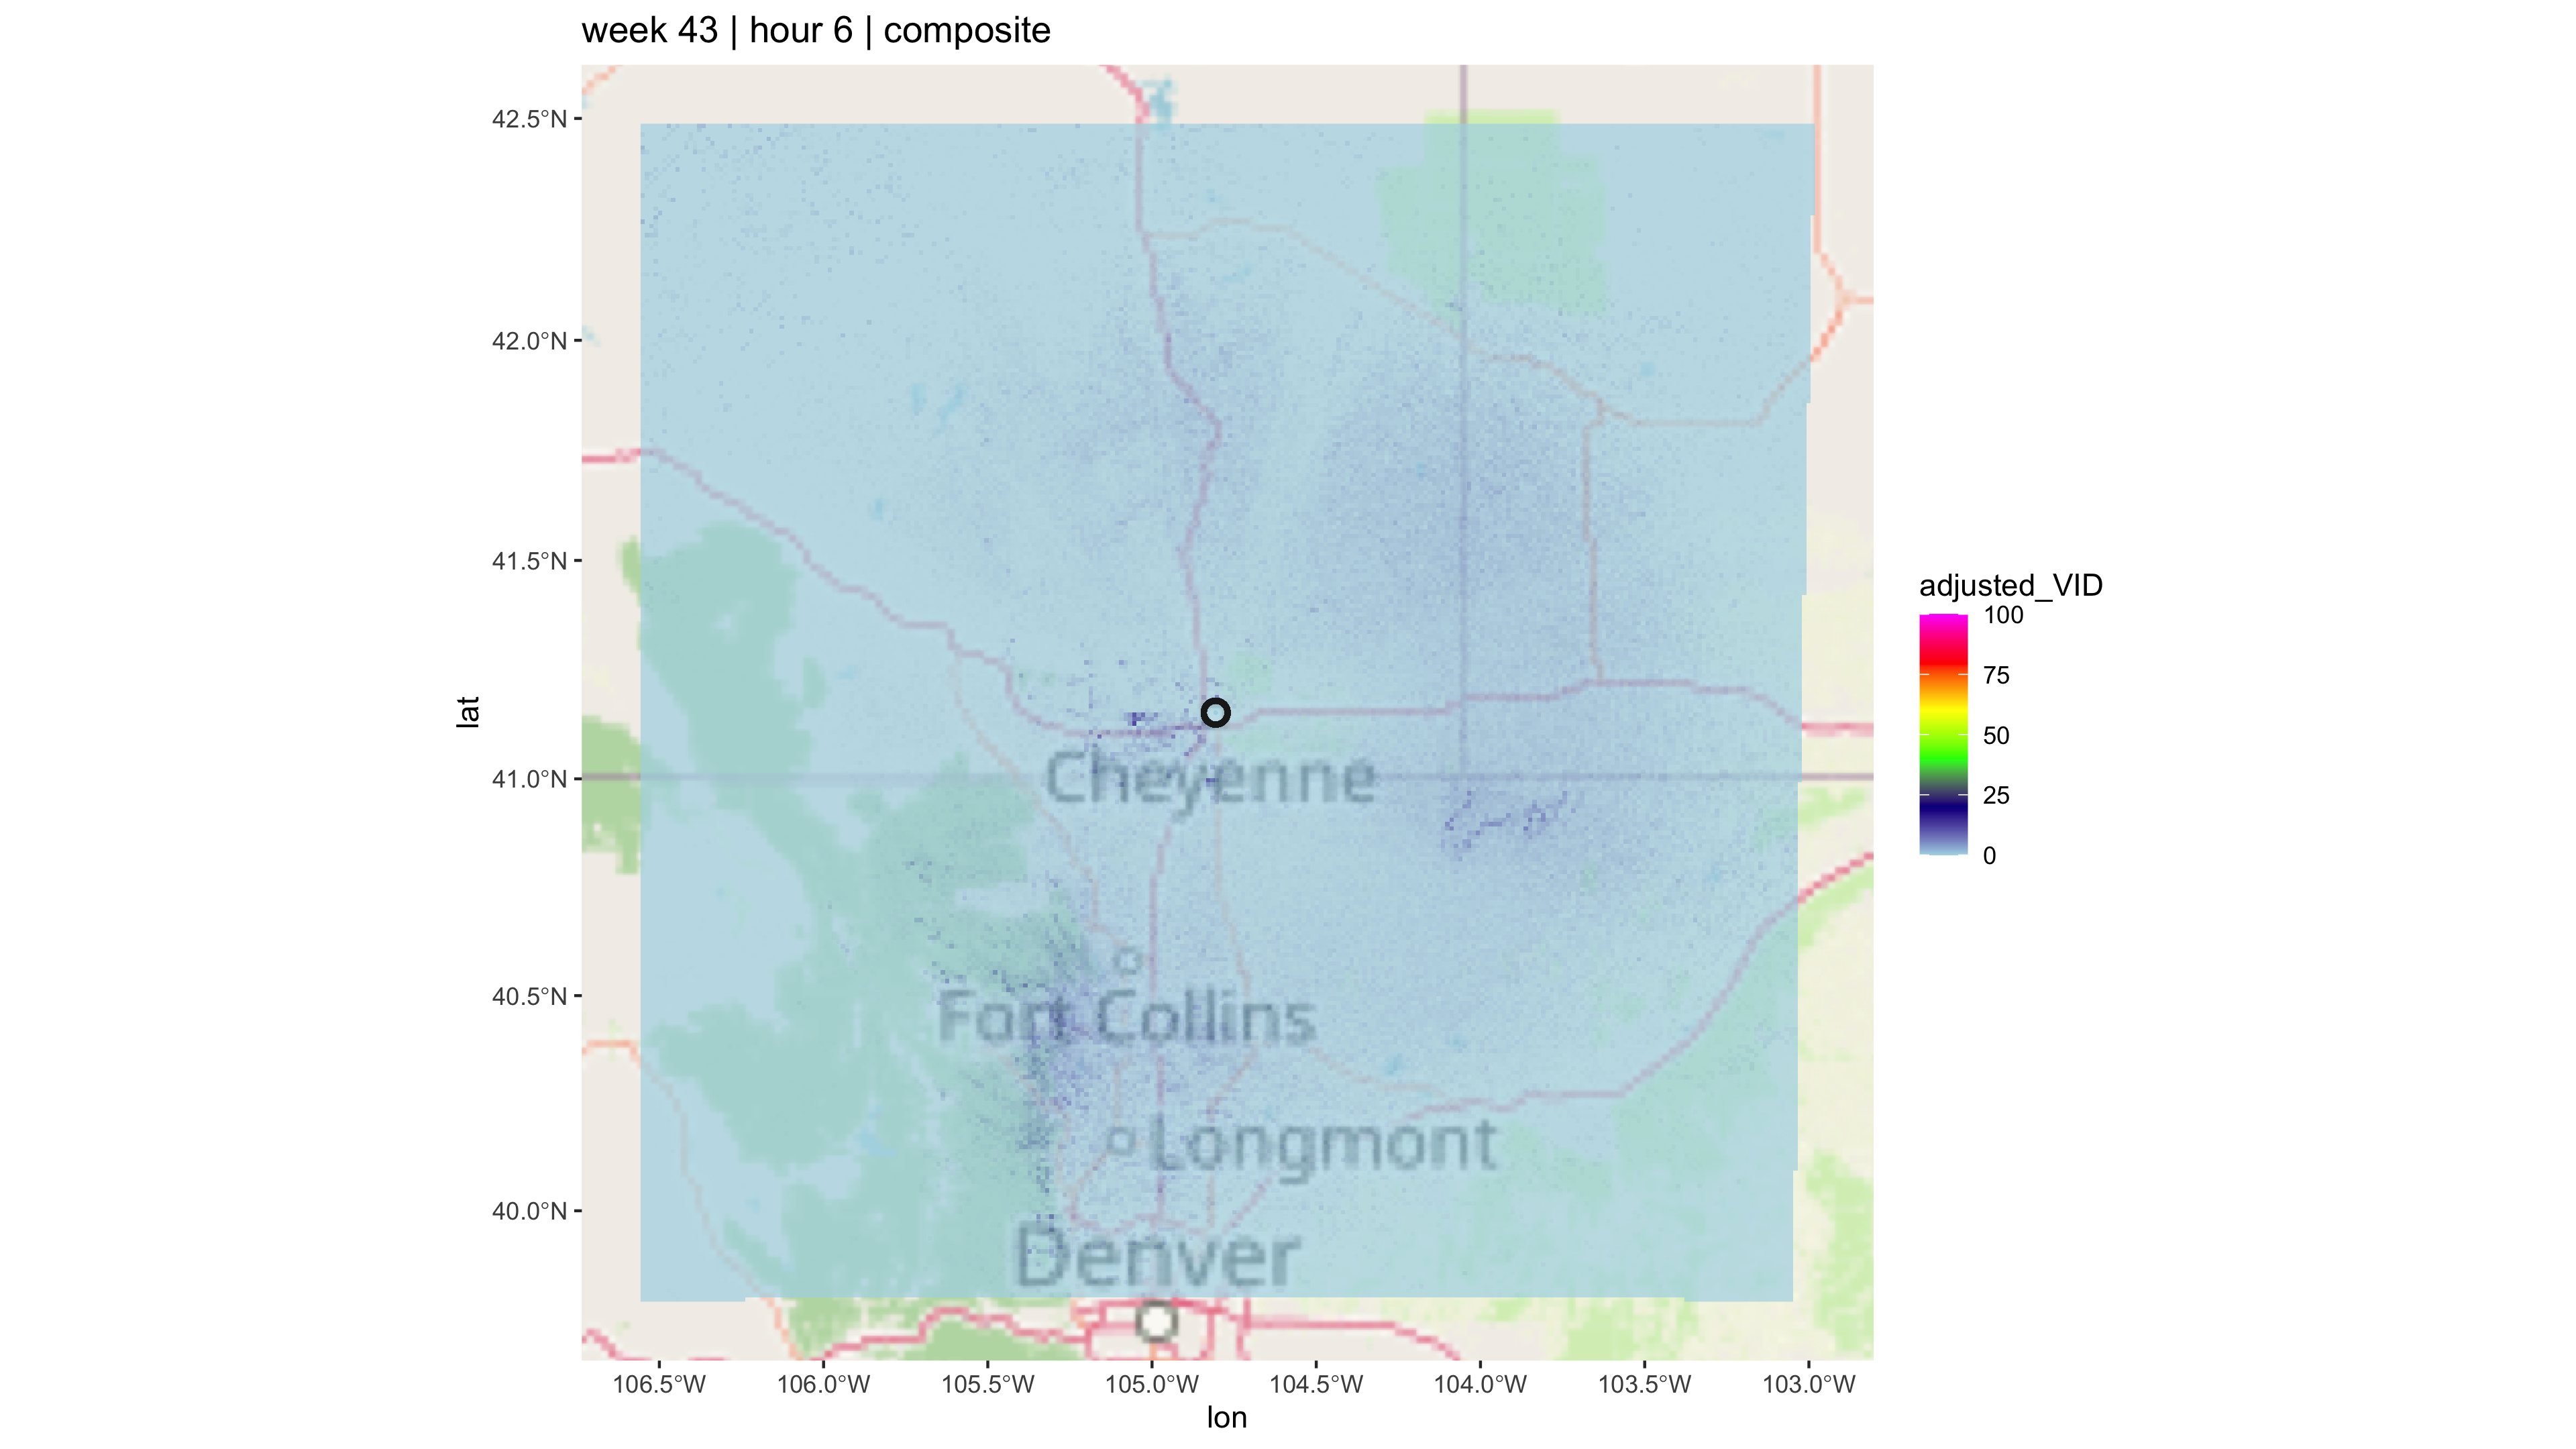 week 43 | hour 6 | composite
42.5°N
42.0°N
41.5°N
41.0°N
40.5°N
40.0°N
lat
Cheyenne
Fort Collins
Longmont
Denver
106.5°W 106.0°W 105.5°W 105.0°W 104.5°W 104.0°W 103.5°W 103.0°W
lon
adjusted_VID
100
75
50
25
0